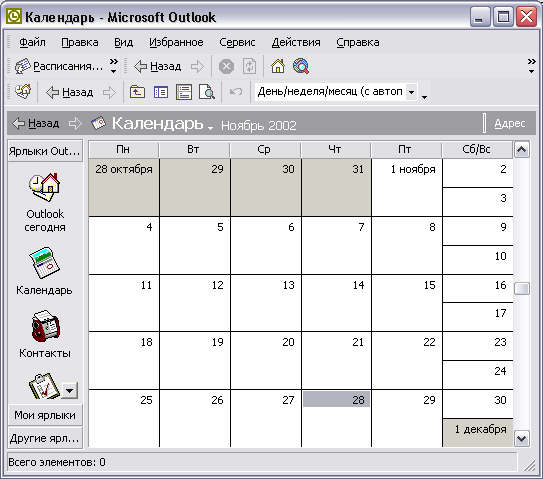 Календарь - Microsoft Outlook
Файл Правка Вид Избранное Сервис Действия Справка
Расписания... Назад
Назад День/неделя/месяц (с автоп
Назад Календарь Ноябрь 2002 Адрес
Ярлыки Out...
Outlook
сегодня
Календарь
Контакты
Мои ярлыки
Другие ярл...
Пн Вт Ср Чт Пт Сб/Вс
28 октября 29 30 31 1 ноября 2
3
4 5 6 7 8 9
10
11 12 13 14 15 16
17
18 19 20 21 22 23
24
25 26 27 28 29 30
1 декабря
Всего элементов: 0